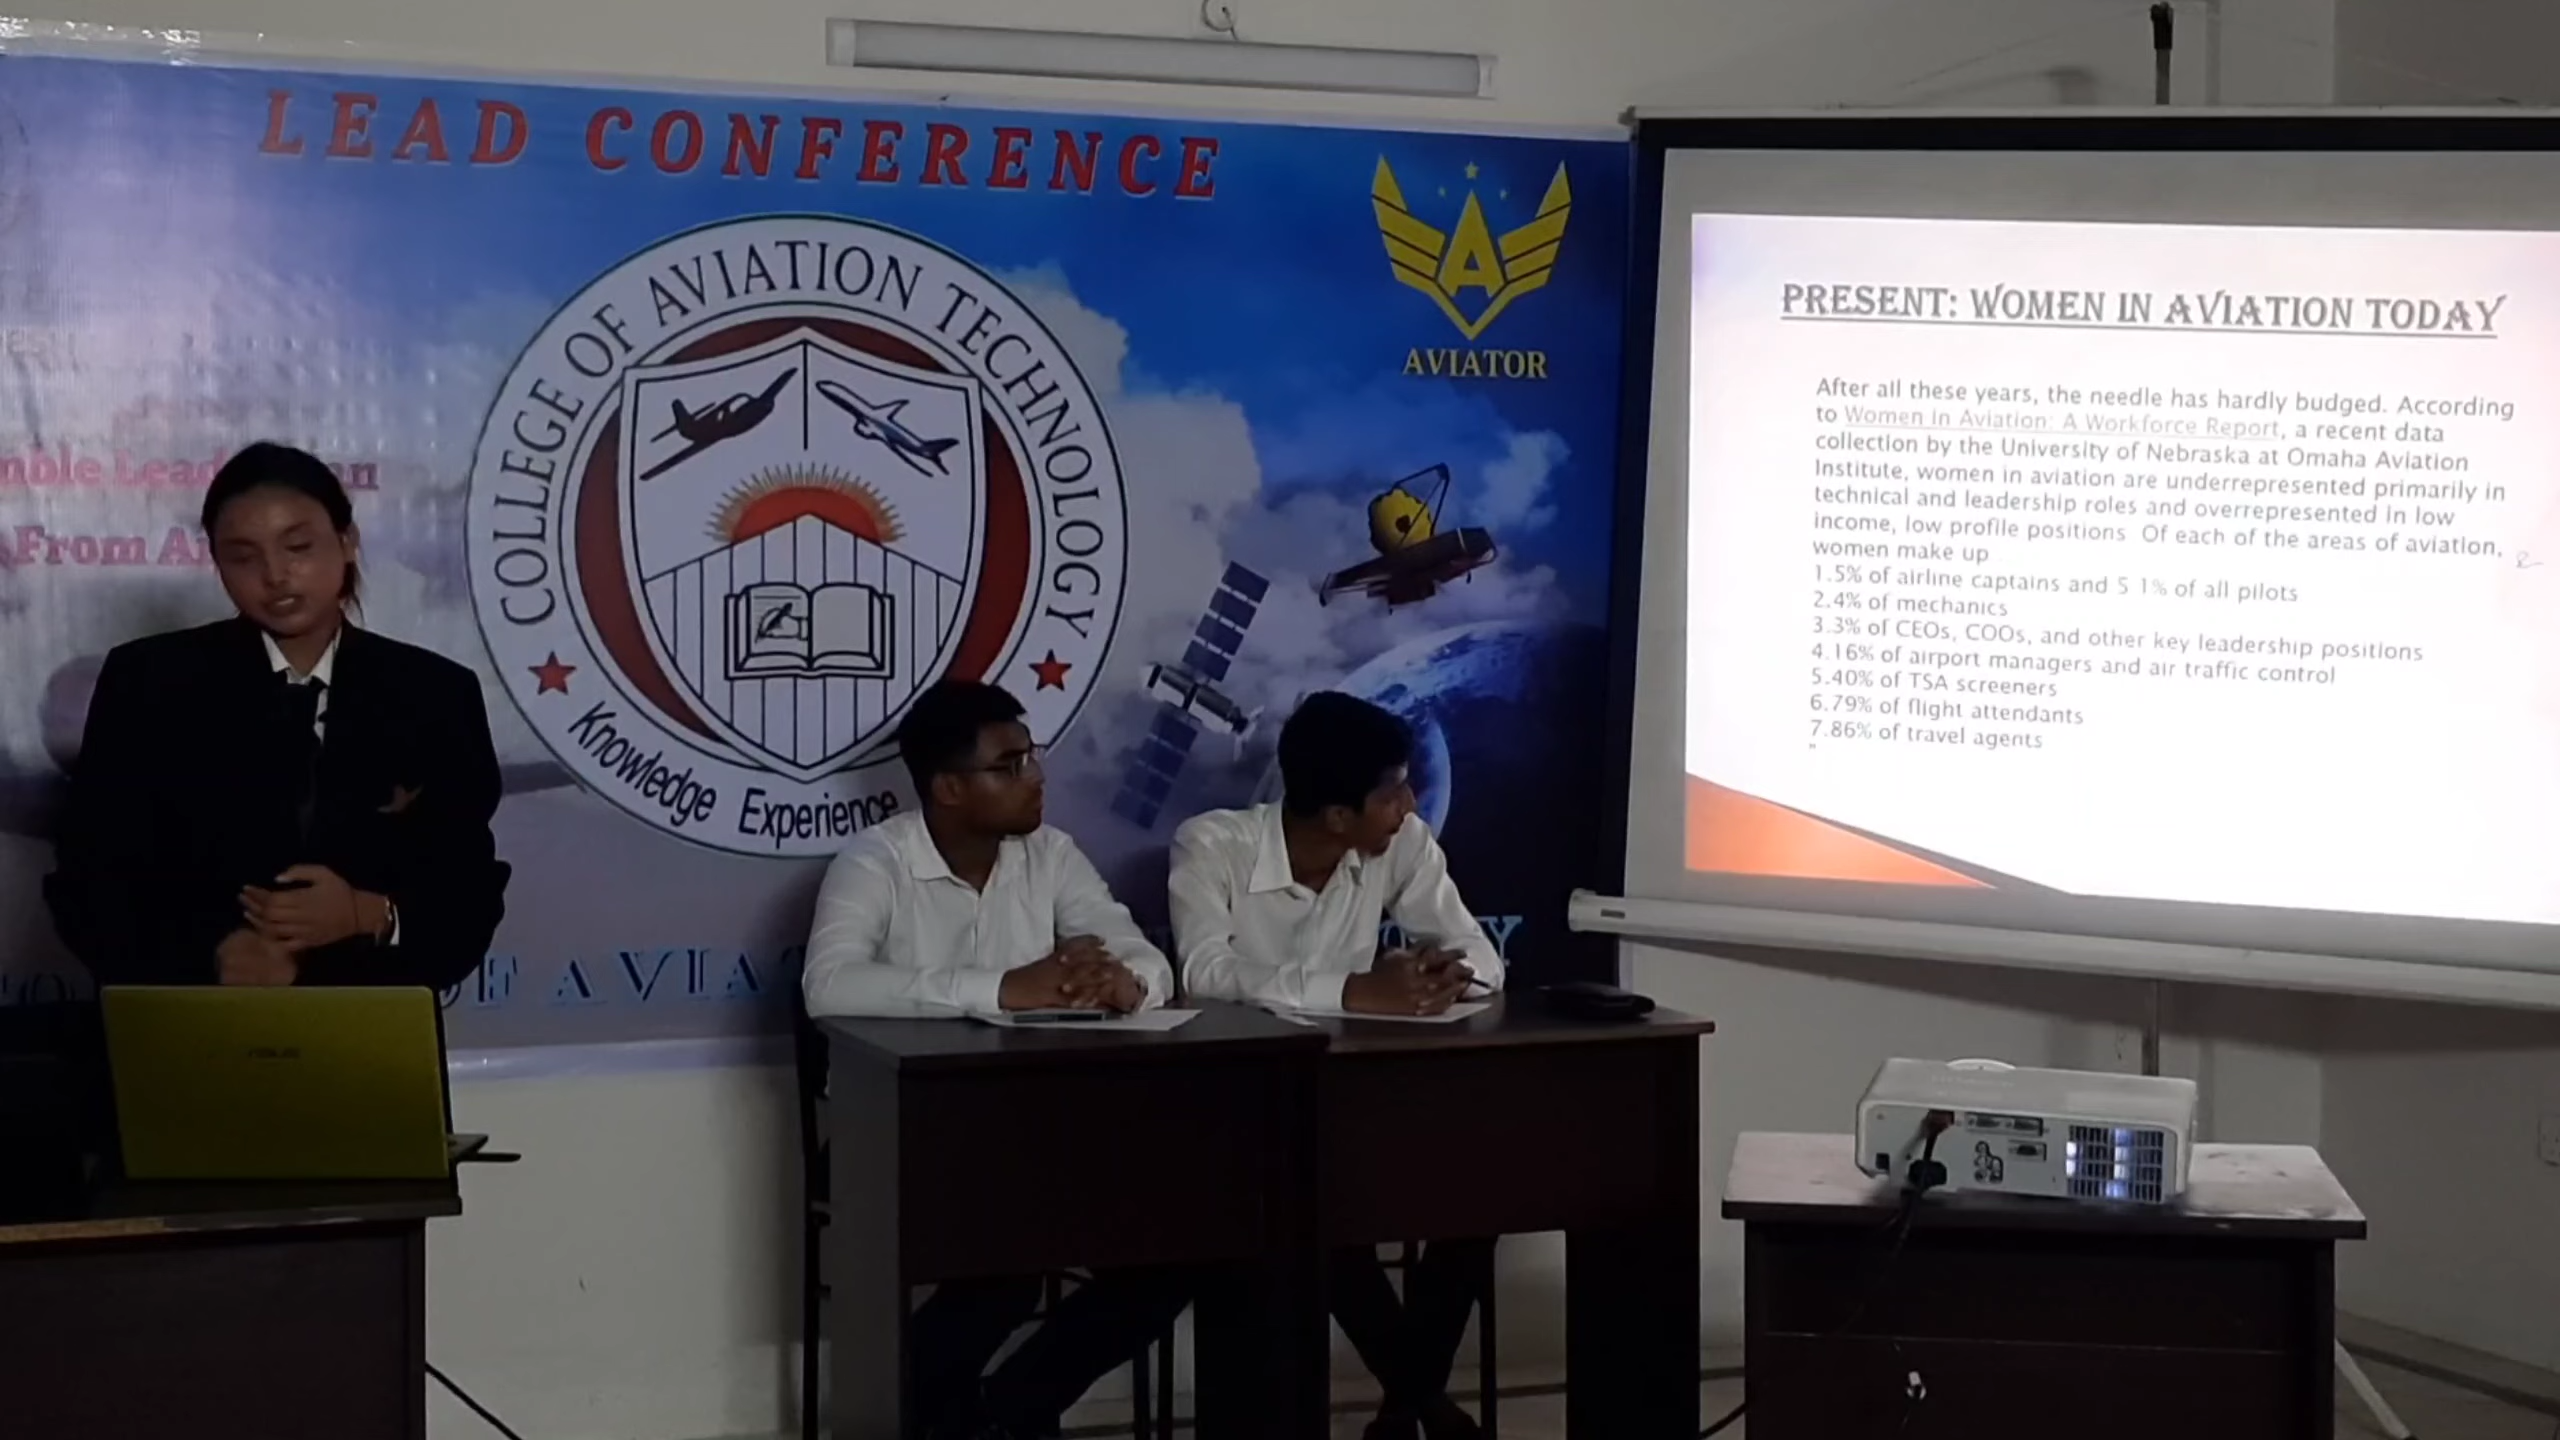 LEAD CONFERENCE
COLLEGE OF AVIATION TECHNOLOGY
Knowledge Experience
A
AVIATOR
From
AVIA
ASUS
PRESENT: WOMEN IN AVIATION TODAY
After all these years, the needle has hardly budged. According
to Women In Aviation: A Workforce Report, a recent data
collection by the University of Nebraska at Omaha Aviation
Institute, women in aviation are underrepresented primarily in
technical and leadership roles and overrepresented in low
income, low profile positions Of each of the areas of aviation,
women make up
1.5% of airline captains and 5 1% of all pilots
2.4% of mechanics
3.3% of CEOs, COOs, and other key leadership positions
4.16% of airport managers and air traffic control
5.40% of TSA screeners
6.79% of flight attendants
7.86% of travel agents
"